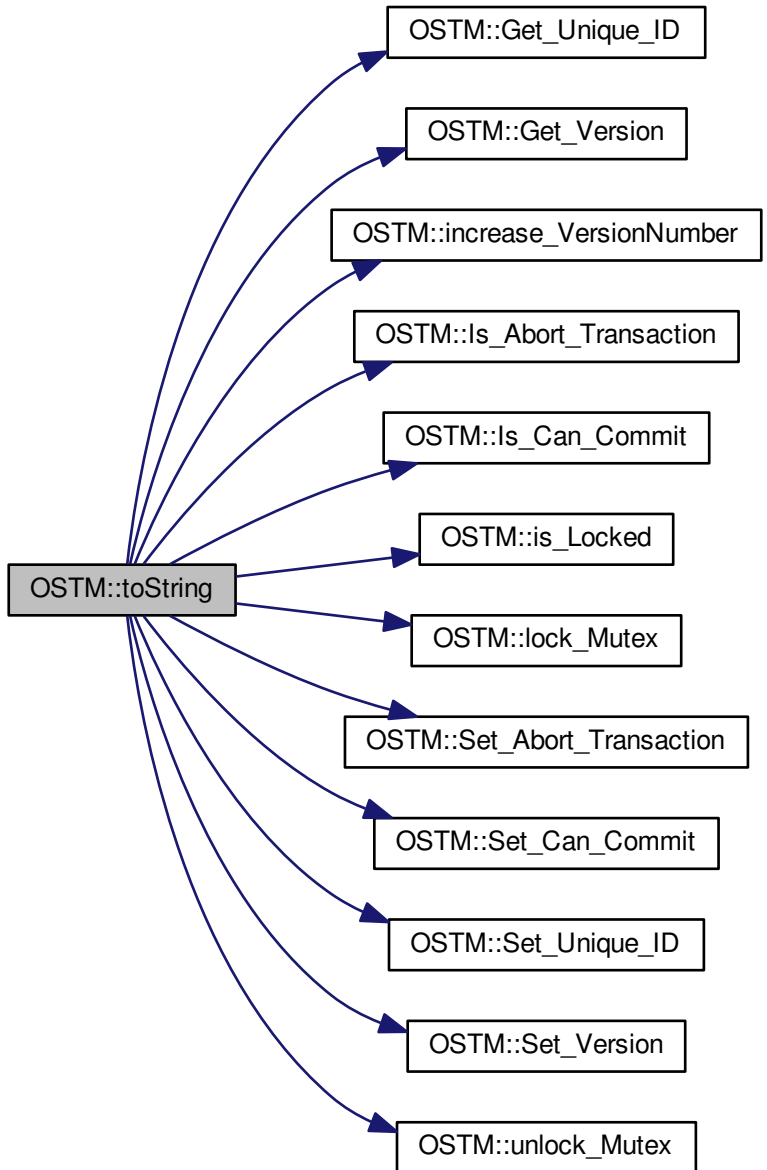 OSTM::Get_Unique_ID
OSTM::Get_Version
OSTM::increase_VersionNumber
OSTM::Is_Abort_Transaction
OSTM::Is_Can_Commit
OSTM::is_Locked
OSTM::toString
OSTM::lock_Mutex
OSTM::Set_Abort_Transaction
OSTM::Set_Can_Commit
OSTM::Set_Unique_ID
OSTM::Set_Version
OSTM::unlock_Mutex